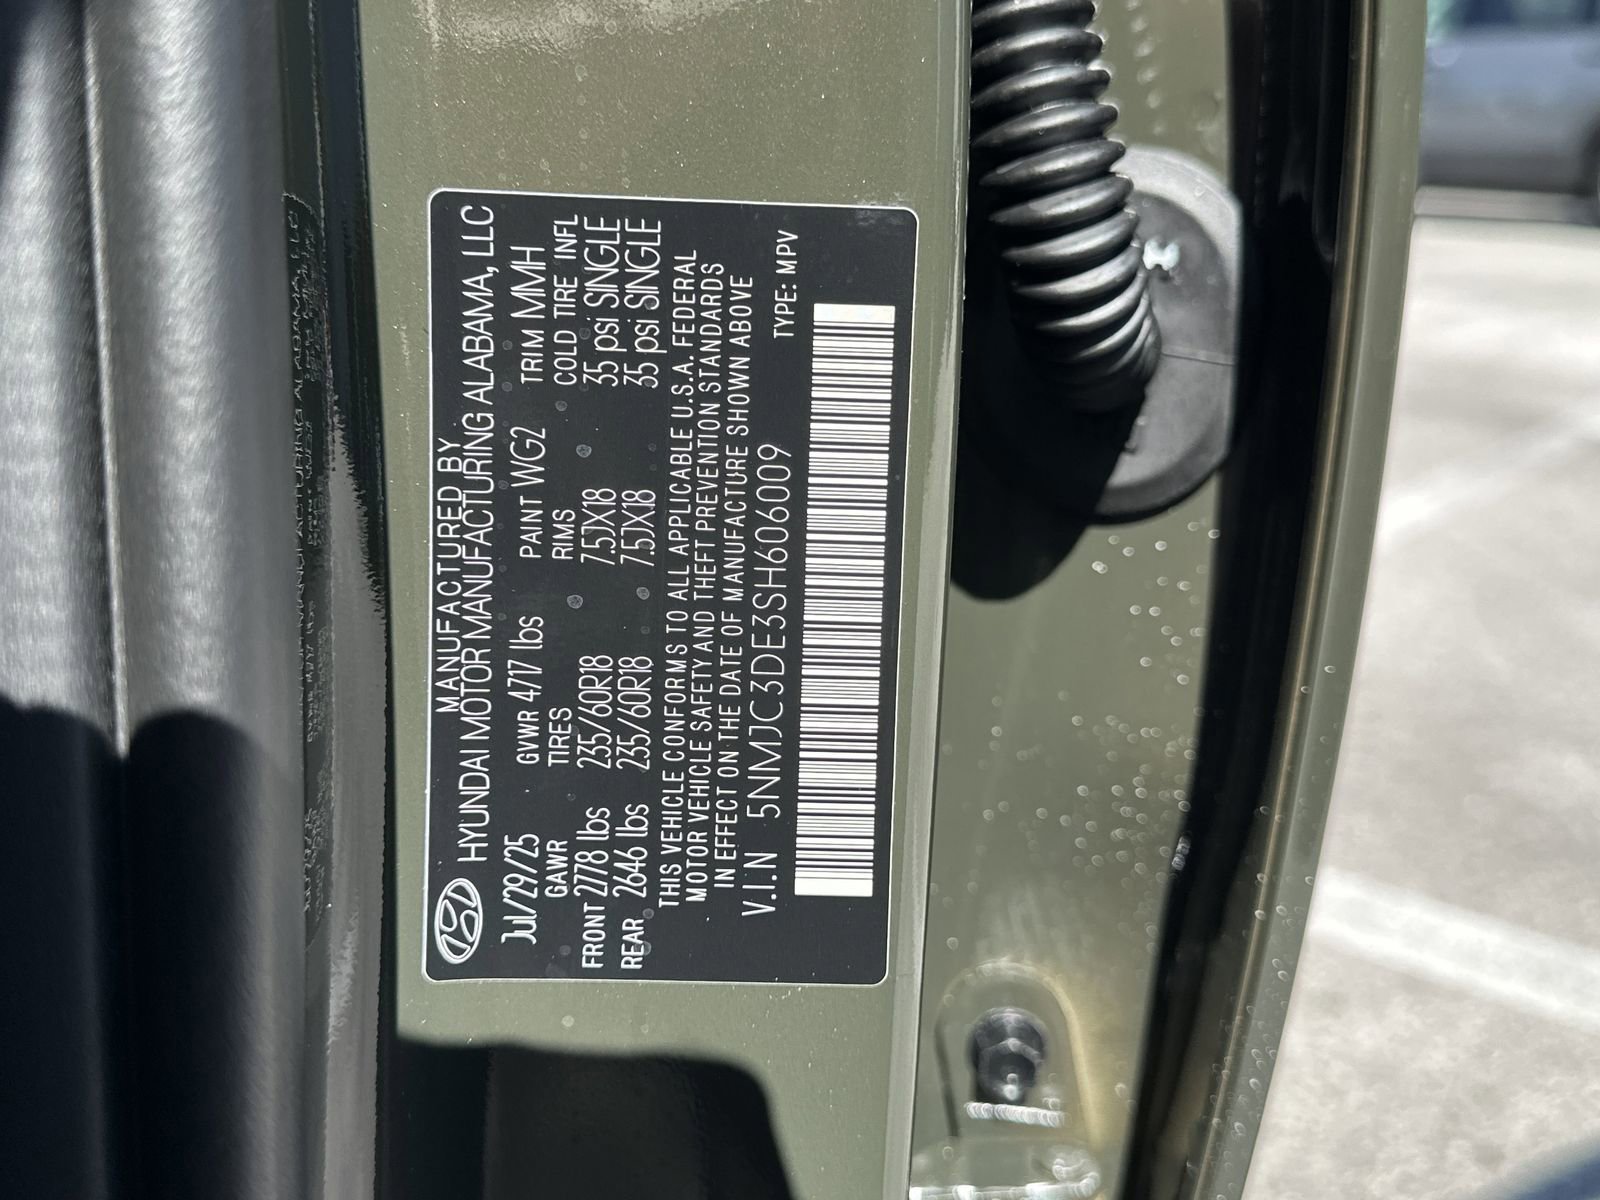 MANUFACTURED BY
HYUNDAI MOTOR MANUFACTURING ALABAMA, LLC
Jul/29/25 GVWR 4717 lbs PAINT WG2 TRIM MMH
GAWR TIRES RIMS COLD TIRE INFL
FRONT 2778 lbs 235/60R18 7.5JX18 35 psi SINGLE
REAR 2646 lbs 235/60R18 7.5JX18 35 psi SINGLE
THIS VEHICLE CONFORMS TO ALL APPLICABLE U.S.A. FEDERAL
MOTOR VEHICLE SAFETY AND THEFT PREVENTION STANDARDS
IN EFFECT ON THE DATE OF MANUFACTURE SHOWN ABOVE
V.I.N 5NMJC3DE3SH606009 TYPE: MPV